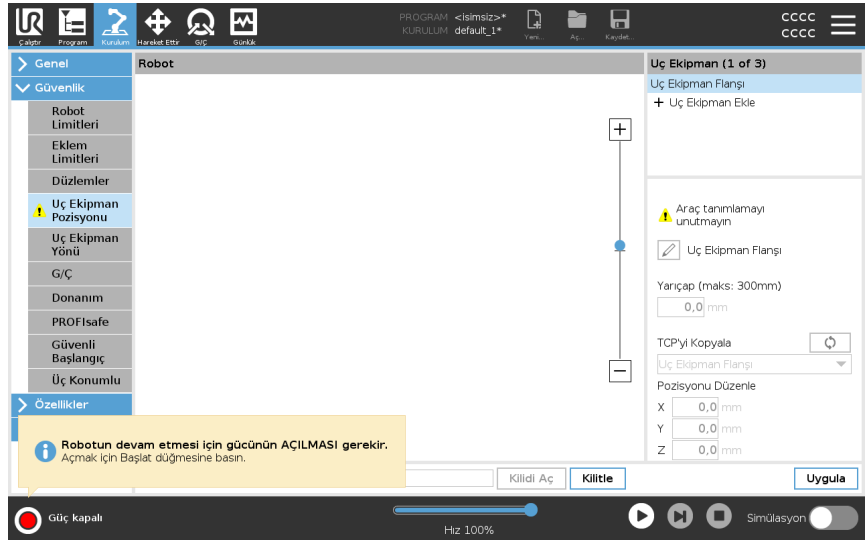 UR
PROGRAM <isimsiz>*
KURULUM default_1*
cccc
cccc
Çalıştır Program Kurulum Hareket Ettir G/Ç Günlük Yeni... Aç... Kaydet...
Genel
Güvenlik
Robot
Limitleri
Eklem
Limitleri
Düzlemler
Uç Ekipman
Pozisyonu
Uç Ekipman
Yönü
G/Ç
Donanım
PROFIsafe
Güvenli
Başlangıç
Üç Konumlu
Özellikler
Robot
Uç Ekipman (1 of 3)
Uç Ekipman Flanşı
+ Uç Ekipman Ekle
Araç tanımlamayı
unutmayın
Uç Ekipman Flanşı
Yarıçap (maks: 300mm)
0,0 mm
TCP'yi Kopyala
Uç Ekipman Flanşı
Pozisyonu Düzenle
X 0,0 mm
Y 0,0 mm
Z 0,0 mm
Robotun devam etmesi için gücünün AÇILMASI gerekir.
Açmak için Başlat düğmesine basın.
Kilidi Aç Kilitle Uygula
Güç kapalı
Hız 100%
Simülasyon